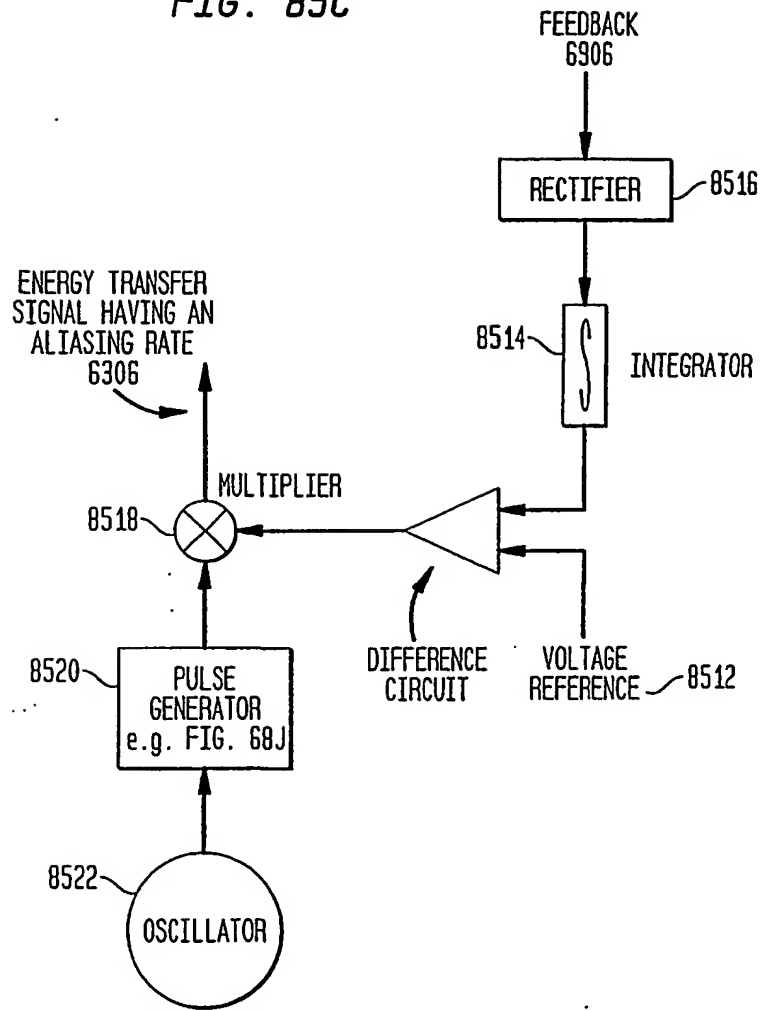 FIG. 85C
FEEDBACK
6906
RECTIFIER
8516
ENERGY TRANSFER
SIGNAL HAVING AN
ALIASING RATE
6306
8514
INTEGRATOR
MULTIPLIER
8518
DIFFERENCE
CIRCUIT
VOLTAGE
REFERENCE
8512
8520
PULSE
GENERATOR
e.g. FIG. 68J
8522
OSCILLATOR